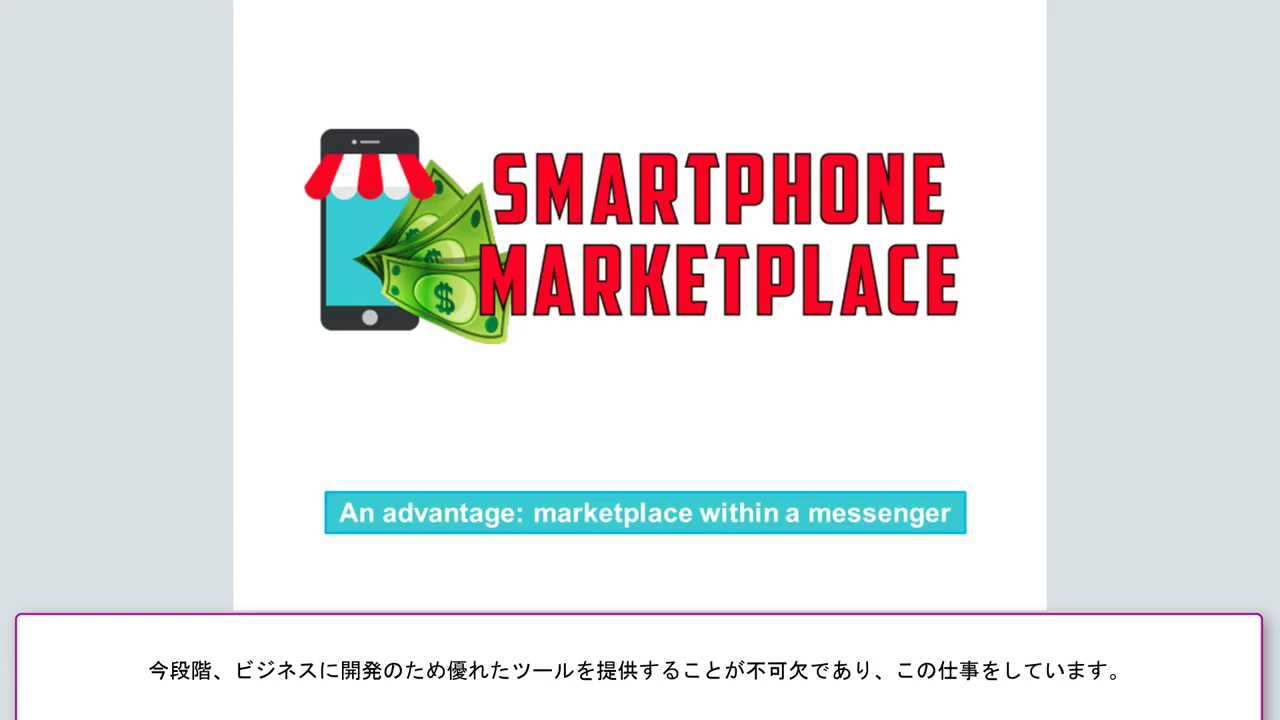 SMARTPHONE
MARKETPLACE
An advantage: marketplace within a messenger
今段階、ビジネスに開発のため優れたツールを提供することが不可欠であり、この仕事をしています。